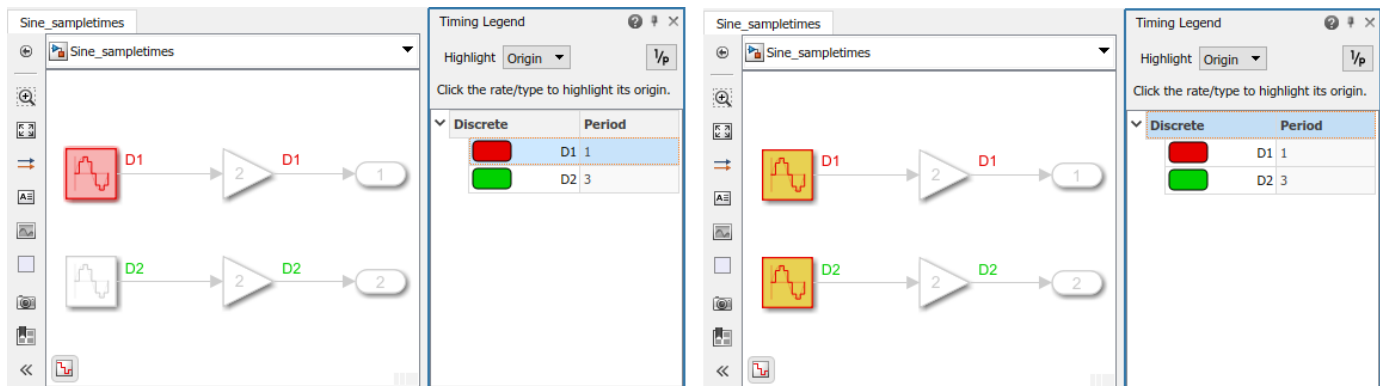 Sine_sampletimes
Sine_sampletimes
D1
2
D1
1
D2
2
D2
2
Timing Legend
Highlight Origin 1/p
Click the rate/type to highlight its origin.
Discrete Period
D1 1
D2 3
Sine_sampletimes
Sine_sampletimes
D1
2
D1
1
D2
2
D2
2
Timing Legend
Highlight Origin 1/p
Click the rate/type to highlight its origin.
Discrete Period
D1 1
D2 3